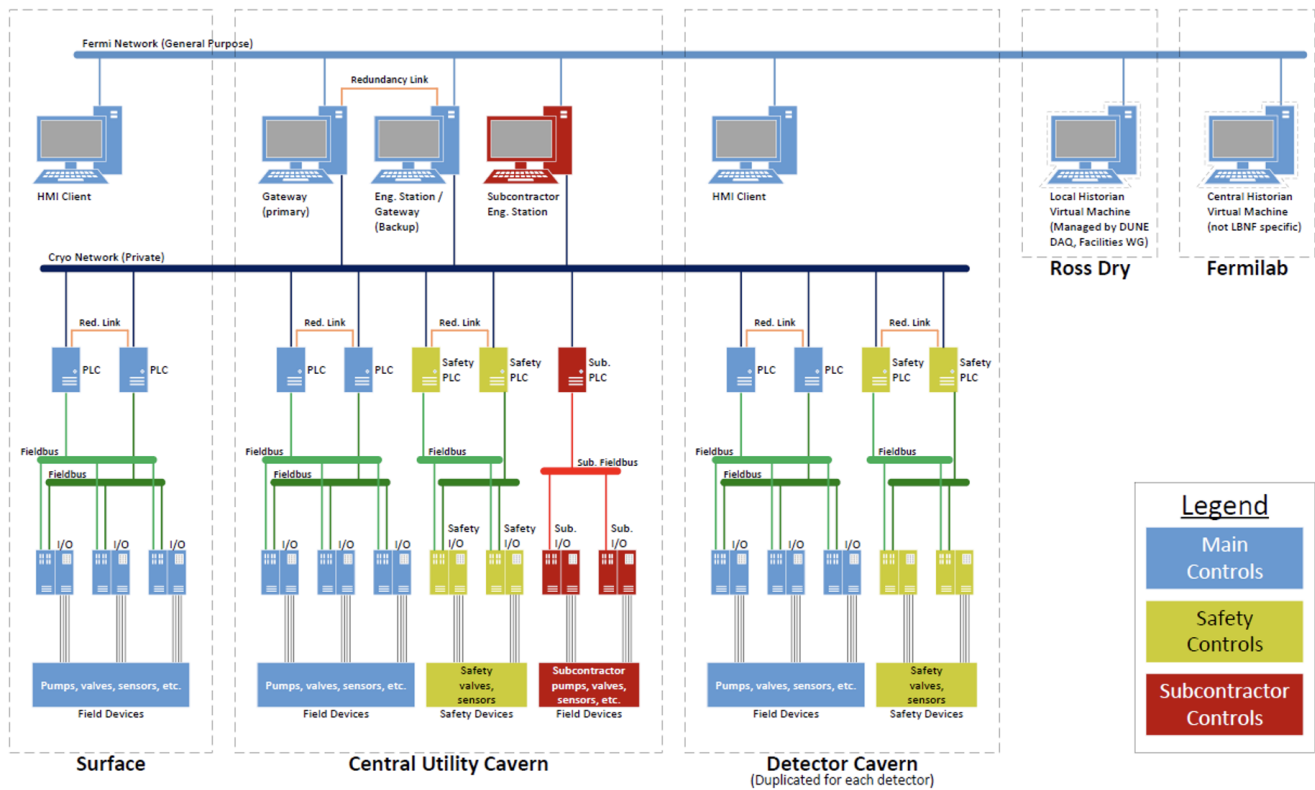 Fermi Network (General Purpose)
Redundancy Link
HMI Client
Gateway
(primary)
Eng. Station /
Gateway
(Backup)
Subcontractor
Eng. Station
HMI Client
Local Historian
Virtual Machine
(Managed by DUNE
DAQ, Facilities WG)
Central Historian
Virtual Machine
(not LBNF specific)
Ross Dry
Fermilab
Cryo Network (Private)
Red. Link
Red. Link
Red. Link
Red. Link
Red. Link
PLC
PLC
PLC
PLC
Safety
PLC
Safety
PLC
Sub.
PLC
PLC
PLC
Safety
PLC
Safety
PLC
Fieldbus
Fieldbus
Fieldbus
Fieldbus
Fieldbus
Fieldbus
Sub. Fieldbus
Fieldbus
Fieldbus
Fieldbus
I/O
I/O
I/O
I/O
I/O
I/O
Safety
I/O
Safety
I/O
Sub.
I/O
Sub.
I/O
I/O
I/O
I/O
Pumps, valves, sensors, etc.
Field Devices
Pumps, valves, sensors, etc.
Field Devices
Safety
valves,
sensors
Safety Devices
Subcontractor
pumps, valves,
sensors, etc.
Field Devices
Pumps, valves, sensors, etc.
Field Devices
Safety
valves,
sensors
Safety Devices
Surface
Central Utility Cavern
Detector Cavern
(Duplicated for each detector)
Legend
Main
Controls
Safety
Controls
Subcontractor
Controls